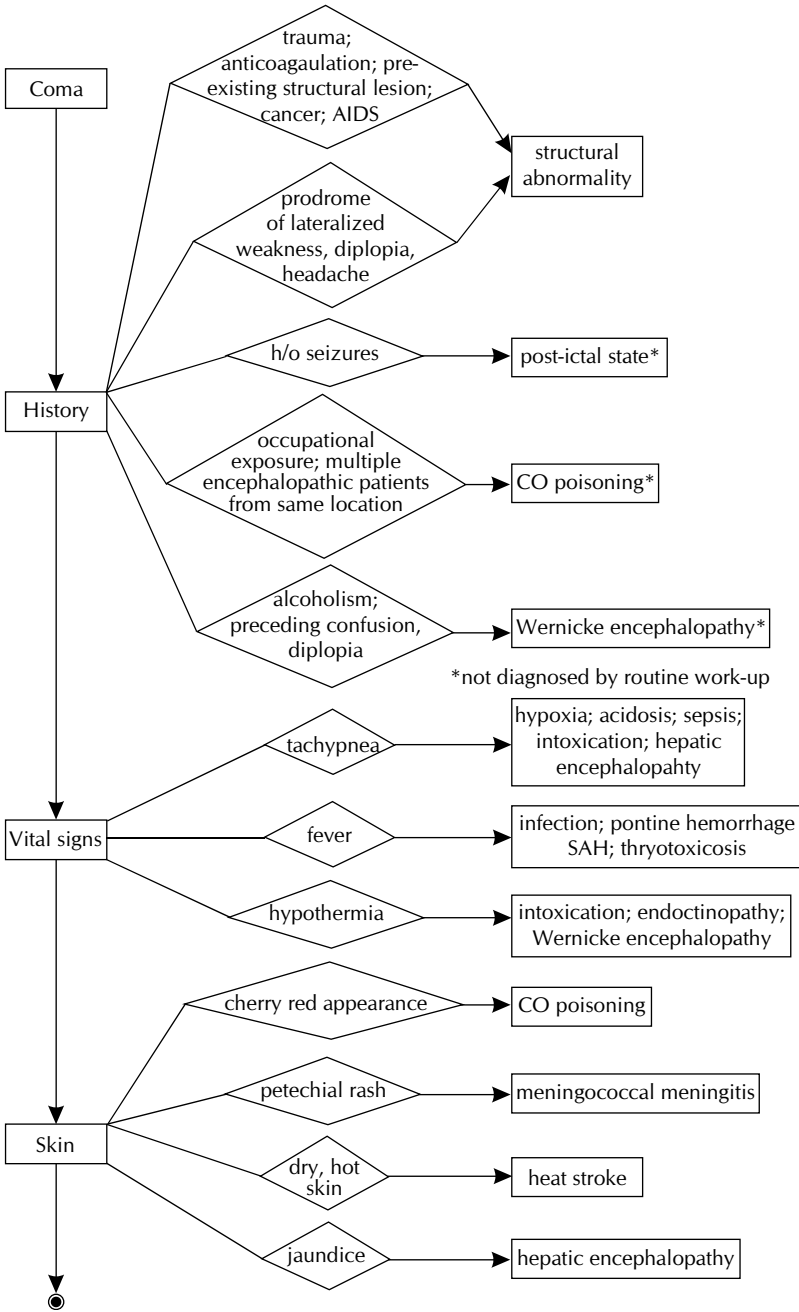 trauma;
anticoagaulation; pre-
existing structural lesion;
cancer; AIDS
Coma
structural
abnormality
prodrome
of lateralized
weakness, diplopia,
headache
h/o seizures
post-ictal state*
History
occupational
exposure; multiple
encephalopathic patients
from same location
CO poisoning*
alcoholism;
preceding confusion,
diplopia
Wernicke encephalopathy*
*not diagnosed by routine work-up
tachypnea
hypoxia; acidosis; sepsis;
intoxication; hepatic
encephalopahty
Vital signs
fever
infection; pontine hemorrhage
SAH; thryotoxicosis
hypothermia
intoxication; endoctinopathy;
Wernicke encephalopathy
cherry red appearance
CO poisoning
petechial rash
meningococcal meningitis
Skin
dry, hot
skin
heat stroke
jaundice
hepatic encephalopathy